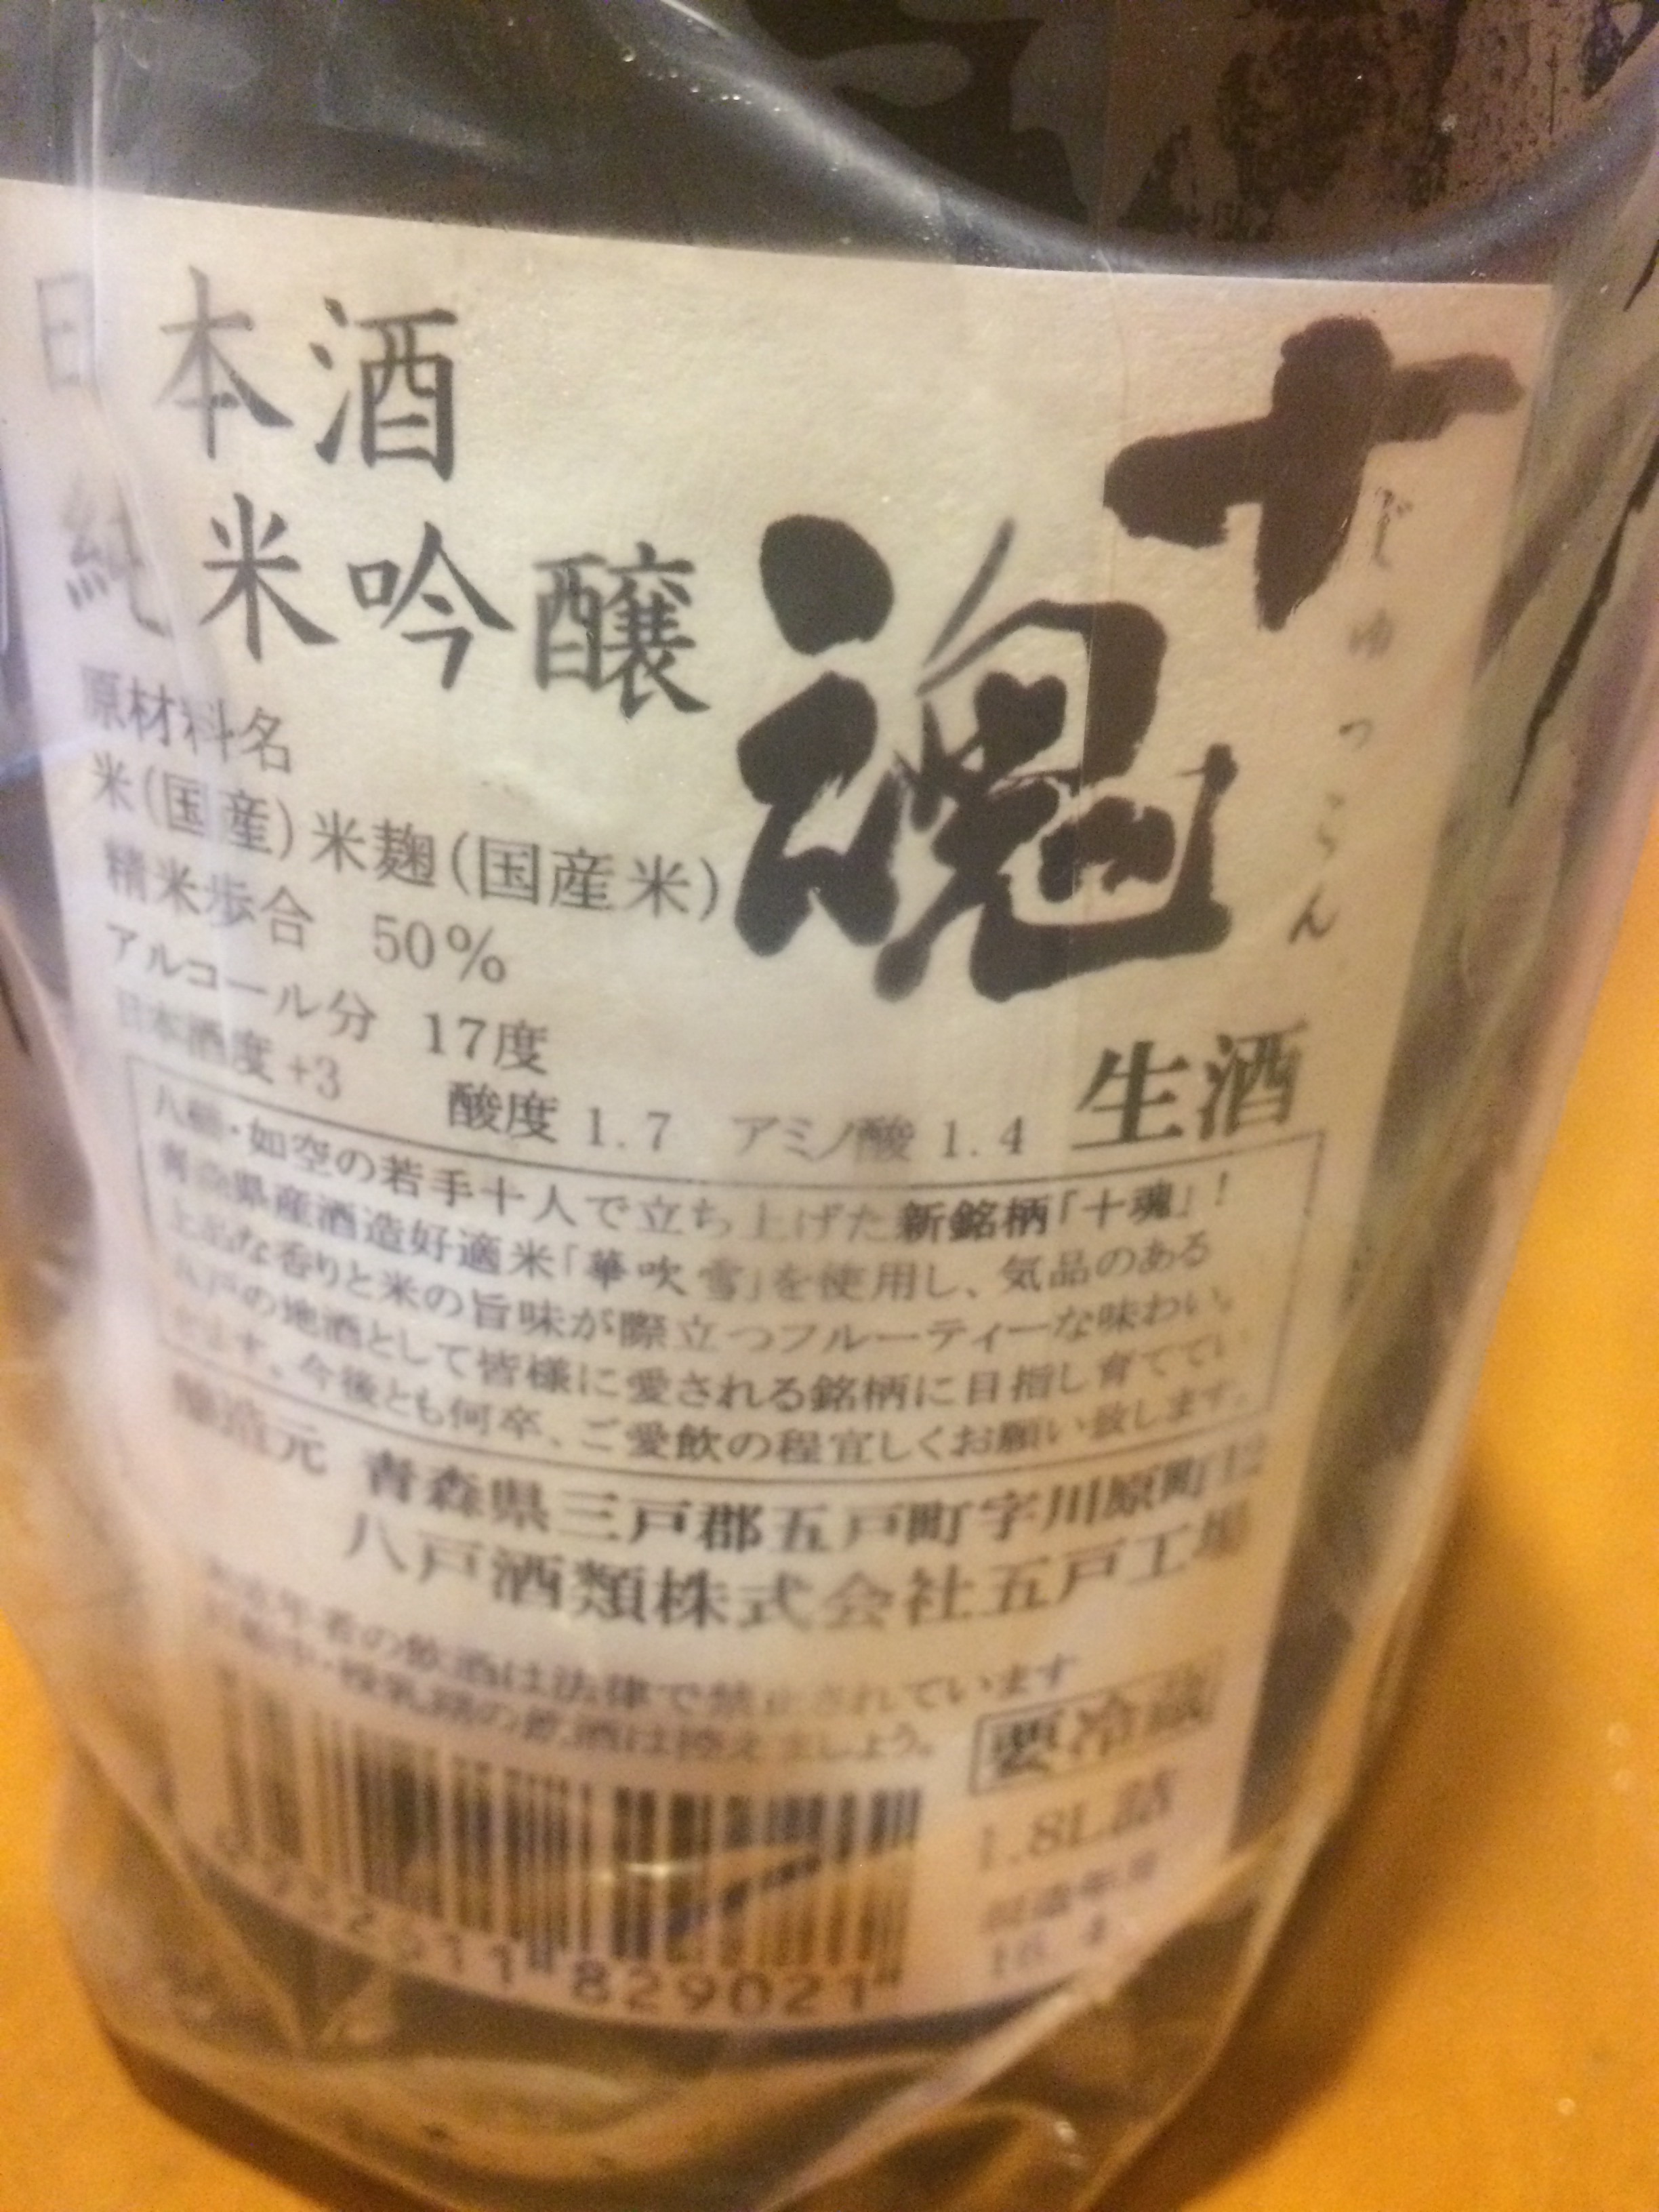 日本酒
純米吟醸
十魂
じゅっこん
原材料名
米(国産)米麹(国産米)
精米歩合 50%
アルコール分 17度
日本酒度+3 酸度 1.7 アミノ酸 1.4
生酒
八仙・如空の若手十人で立ち上げた新銘柄「十魂」!
青森県産酒造好適米「華吹雪」を使用し、気品のある
上品な香りと米の旨味が際立つフルーティーな味わい。
八戸の地酒として皆様に愛される銘柄に目指し育ててい
きます。今後とも何卒、ご愛飲の程宜しくお願い致します。
醸造元 青森県三戸郡五戸町字川原町12
八戸酒類株式会社五戸工場
未成年者の飲酒は法律で禁止されています
妊娠中・授乳期の飲酒は控えましょう。
要冷蔵
1.8L詰
製造年月
16.4
829021